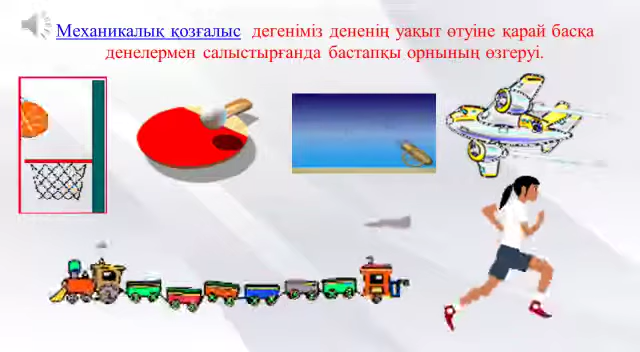 Механикалық қозғалыс дегеніміз дененің уақыт өтуіне қарай басқа
денелермен салыстырғанда бастапқы орнының өзгеруі.